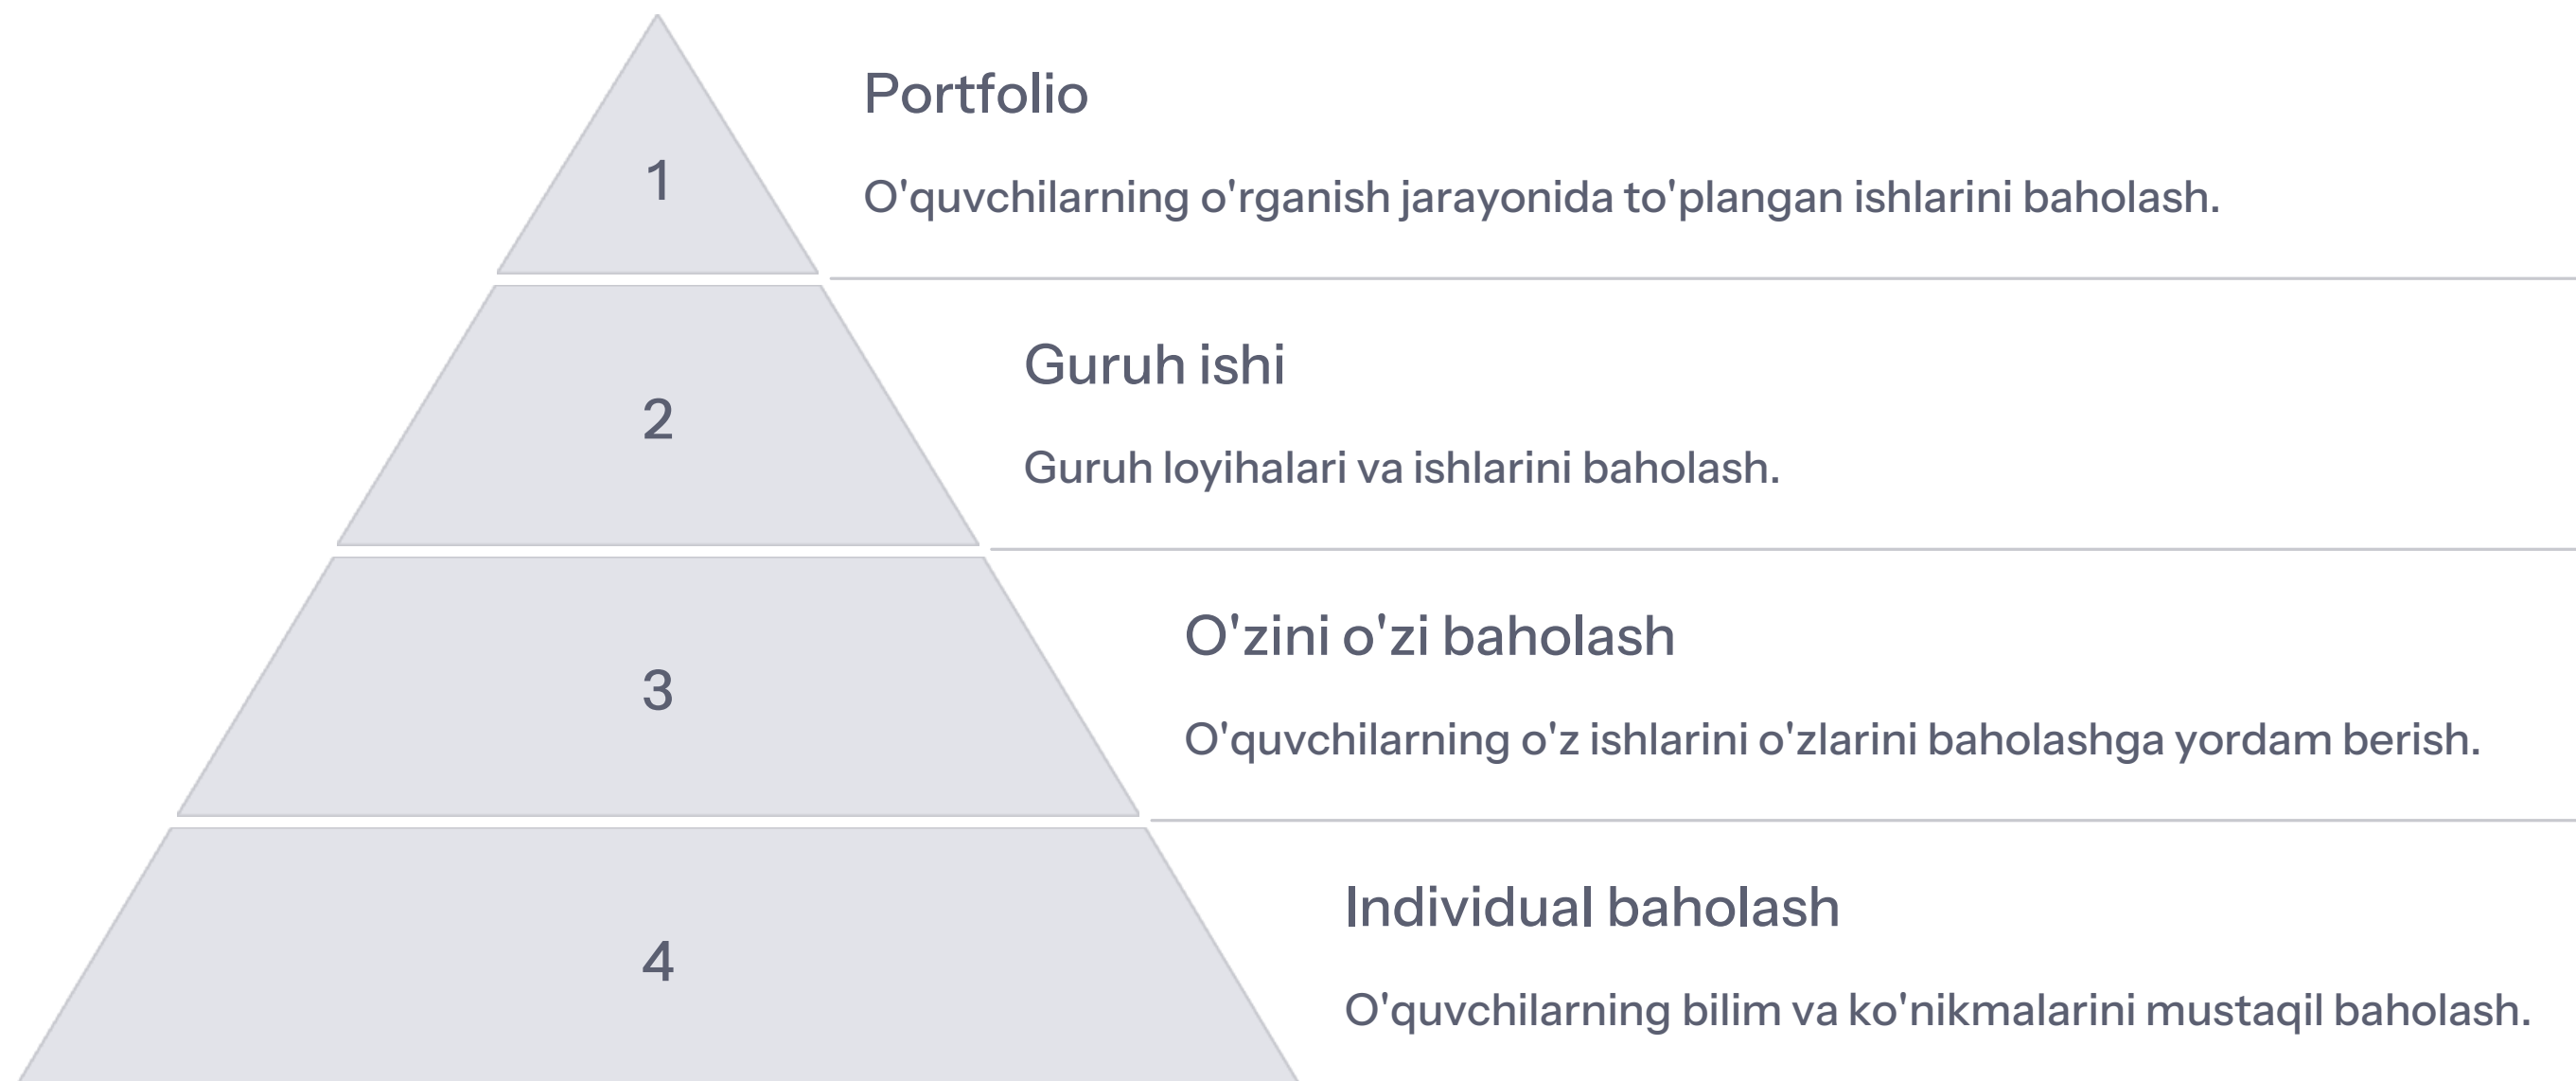 1
Portfolio
O'quvchilarning o'rganish jarayonida to'plangan ishlarini baholash.
2
Guruh ishi
Guruh loyihalari va ishlarini baholash.
3
O'zini o'zi baholash
O'quvchilarning o'z ishlarini o'zlarini baholashga yordam berish.
4
Individual baholash
O'quvchilarning bilim va ko'nikmalarini mustaqil baholash.